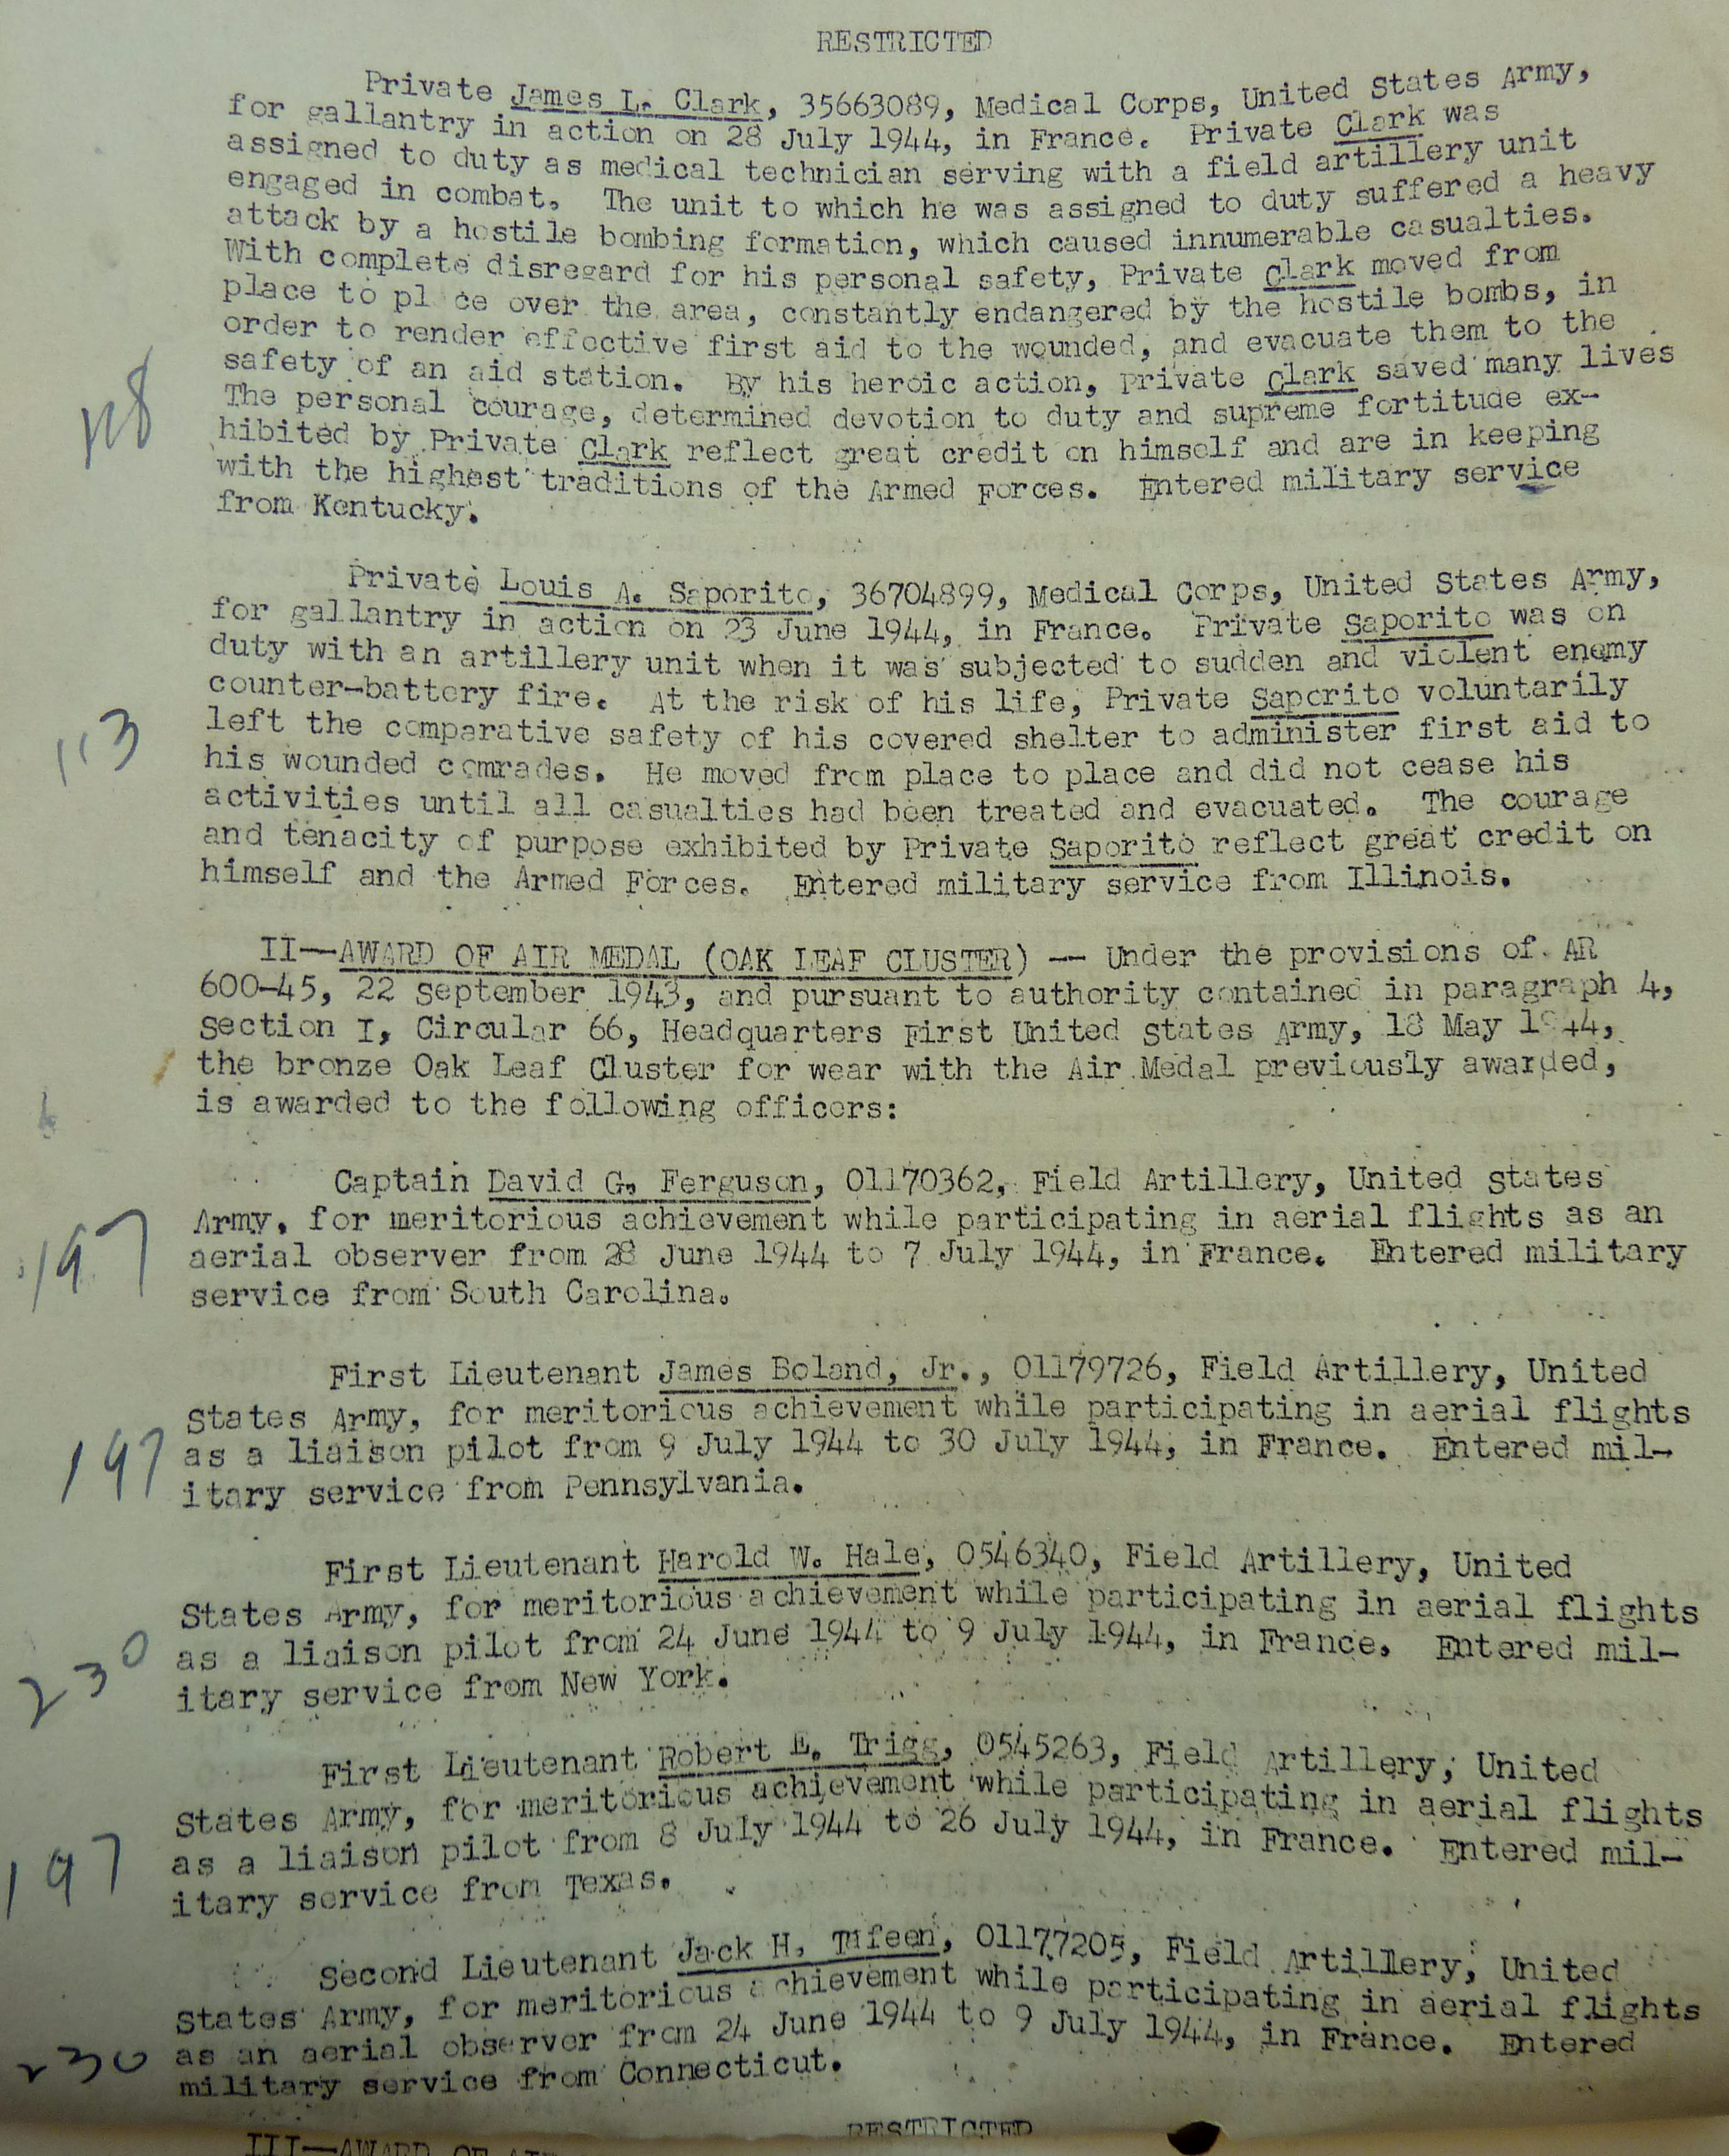 RESTRICTED
Private James L. Clark, 35663089, Medical Corps, United States Army,
for gallantry in action on 28 July 1944, in France. Private Clark was
assigned to duty as medical technician serving with a field artillery unit
engaged in combat. The unit to which he was assigned to duty suffered a heavy
attack by a hostile bombing formation, which caused innumerable casualties.
With complete disregard for his personal safety, Private Clark moved from
place to pl ce over the area, constantly endangered by the hostile bombs, in
order to render effective first aid to the wounded, and evacuate them to the
safety of an aid station. By his heroic action, Private Clark saved many lives
The personal courage, determined devotion to duty and supreme fortitude ex-
hibited by Private Clark reflect great credit on himself and are in keeping
with the highest traditions of the Armed Forces. Entered military service
from Kentucky.
Private Louis A. Saporito, 36704899, Medical Corps, United States Army,
for gallantry in action on 23 June 1944, in France. Private Saporito was on
duty with an artillery unit when it was subjected to sudden and violent enemy
counter-battery fire. At the risk of his life, Private Saporito voluntarily
113
left the comparative safety of his covered shelter to administer first aid to
his wounded comrades. He moved from place to place and did not cease his
activities until all casualties had been treated and evacuated. The courage
and tenacity of purpose exhibited by Private Saporito reflect great credit on
himself and the Armed Forces. Entered military service from Illinois.
II—AWARD OF AIR MEDAL (OAK LEAF CLUSTER) -- Under the provisions of AR
600-45, 22 September 1943, and pursuant to authority contained in paragraph 4,
Section I, Circular 66, Headquarters First United States Army, 18 May 1944,
the bronze Oak Leaf Cluster for wear with the Air Medal previously awarded,
is awarded to the following officers:
Captain David G. Ferguson, 01170362, Field Artillery, United States
197
Army, for meritorious achievement while participating in aerial flights as an
aerial observer from 28 June 1944 to 7 July 1944, in France. Entered military
service from South Carolina.
First Lieutenant James Boland, Jr., 01179726, Field Artillery, United
States Army, for meritorious achievement while participating in aerial flights
197
as a liaison pilot from 9 July 1944 to 30 July 1944, in France. Entered mil-
itary service from Pennsylvania.
First Lieutenant Harold W. Hale, 0546340, Field Artillery, United
States Army, for meritorious achievement while participating in aerial flights
230
as a liaison pilot from 24 June 1944 to 9 July 1944, in France. Entered mil-
itary service from New York.
First Lieutenant Robert E. Trigg, 0545263, Field Artillery, United
States Army, for meritorious achievement while participating in aerial flights
197
as a liaison pilot from 8 July 1944 to 26 July 1944, in France. Entered mil-
itary service from Texas.
Second Lieutenant Jack H. Tifeen, 01177205, Field Artillery, United
States Army, for meritorious achievement while participating in aerial flights
230
as an aerial observer from 24 June 1944 to 9 July 1944, in France. Entered
military service from Connecticut.
RESTRICTED
III—AWARD OF AIR